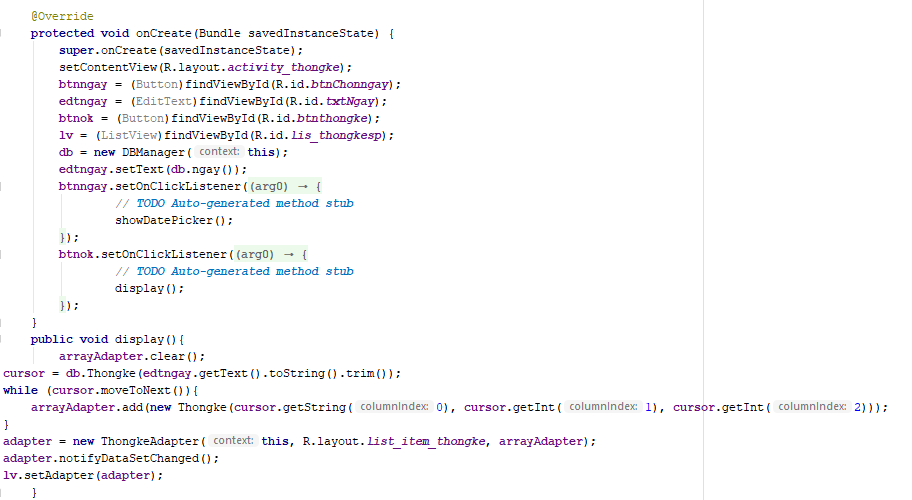 @Override
protected void onCreate(Bundle savedInstanceState) {
super.onCreate(savedInstanceState);
setContentView(R.layout.activity_thongke);
btnngay = (Button)findViewById(R.id.btnChonngay);
edtngay = (EditText)findViewById(R.id.txtNgay);
btnok = (Button)findViewById(R.id.btnthongke);
lv = (ListView)findViewById(R.id.lis_thongkesp);
db = new DBManager( context: this);
edtngay.setText(db.ngay());
btnngay.setOnClickListener((arg0) → {
// TODO Auto-generated method stub
showDatePicker();
});
btnok.setOnClickListener((arg0) → {
// TODO Auto-generated method stub
display();
});
}
public void display(){
arrayAdapter.clear();
cursor = db.Thongke(edtngay.getText().toString().trim());
while (cursor.moveToNext()){
arrayAdapter.add(new Thongke(cursor.getString( columnIndex: 0), cursor.getInt( columnIndex: 1), cursor.getInt( columnIndex: 2)));
}
adapter = new ThongkeAdapter( context: this, R.layout.list_item_thongke, arrayAdapter);
adapter.notifyDataSetChanged();
lv.setAdapter(adapter);
}